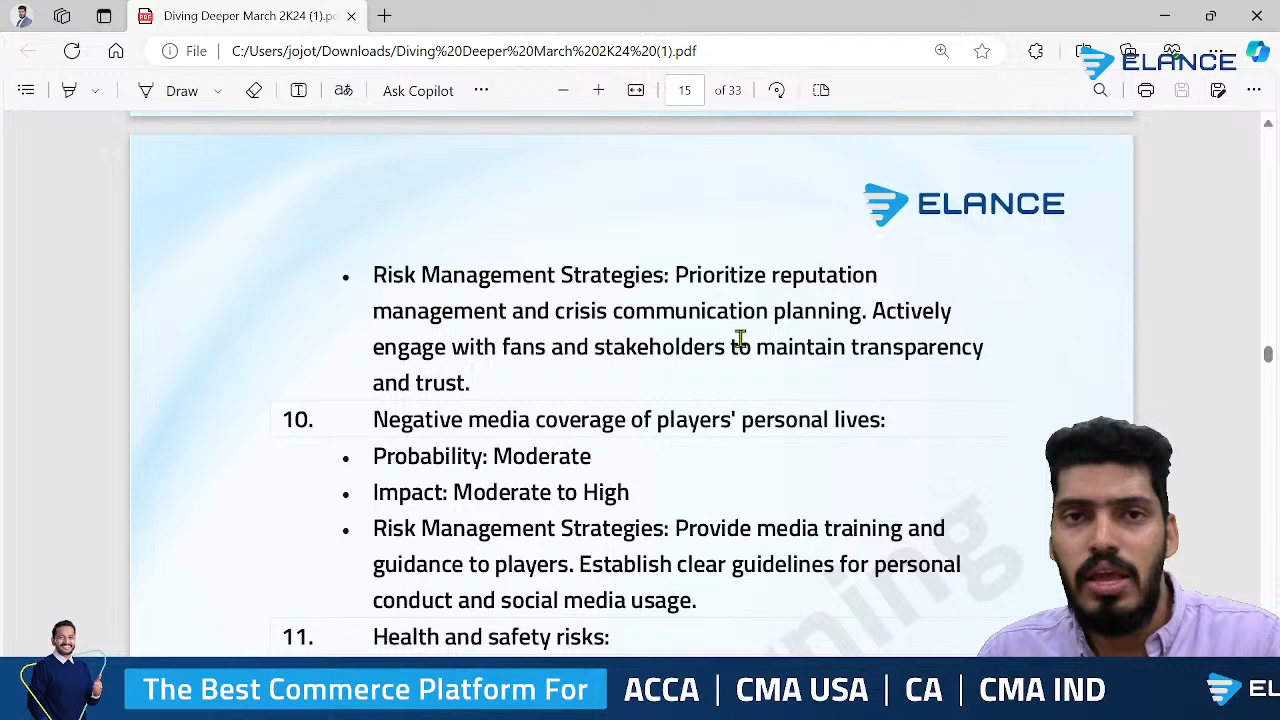 Diving Deeper March 2K24 (1).pc
File
C:/Users/jojot/Downloads/Diving%20Deeper%20March%202K24%20(1).pdf
ELANCE
Draw
Ask Copilot
15
of 33
ELANCE
• Risk Management Strategies: Prioritize reputation
management and crisis communication planning. Actively
engage with fans and stakeholders to maintain transparency
and trust.
10. Negative media coverage of players' personal lives:
• Probability: Moderate
• Impact: Moderate to High
• Risk Management Strategies: Provide media training and
guidance to players. Establish clear guidelines for personal
conduct and social media usage.
11. Health and safety risks:
ning
The Best Commerce Platform For
ACCA | CMA USA | CA | CMA IND
EL